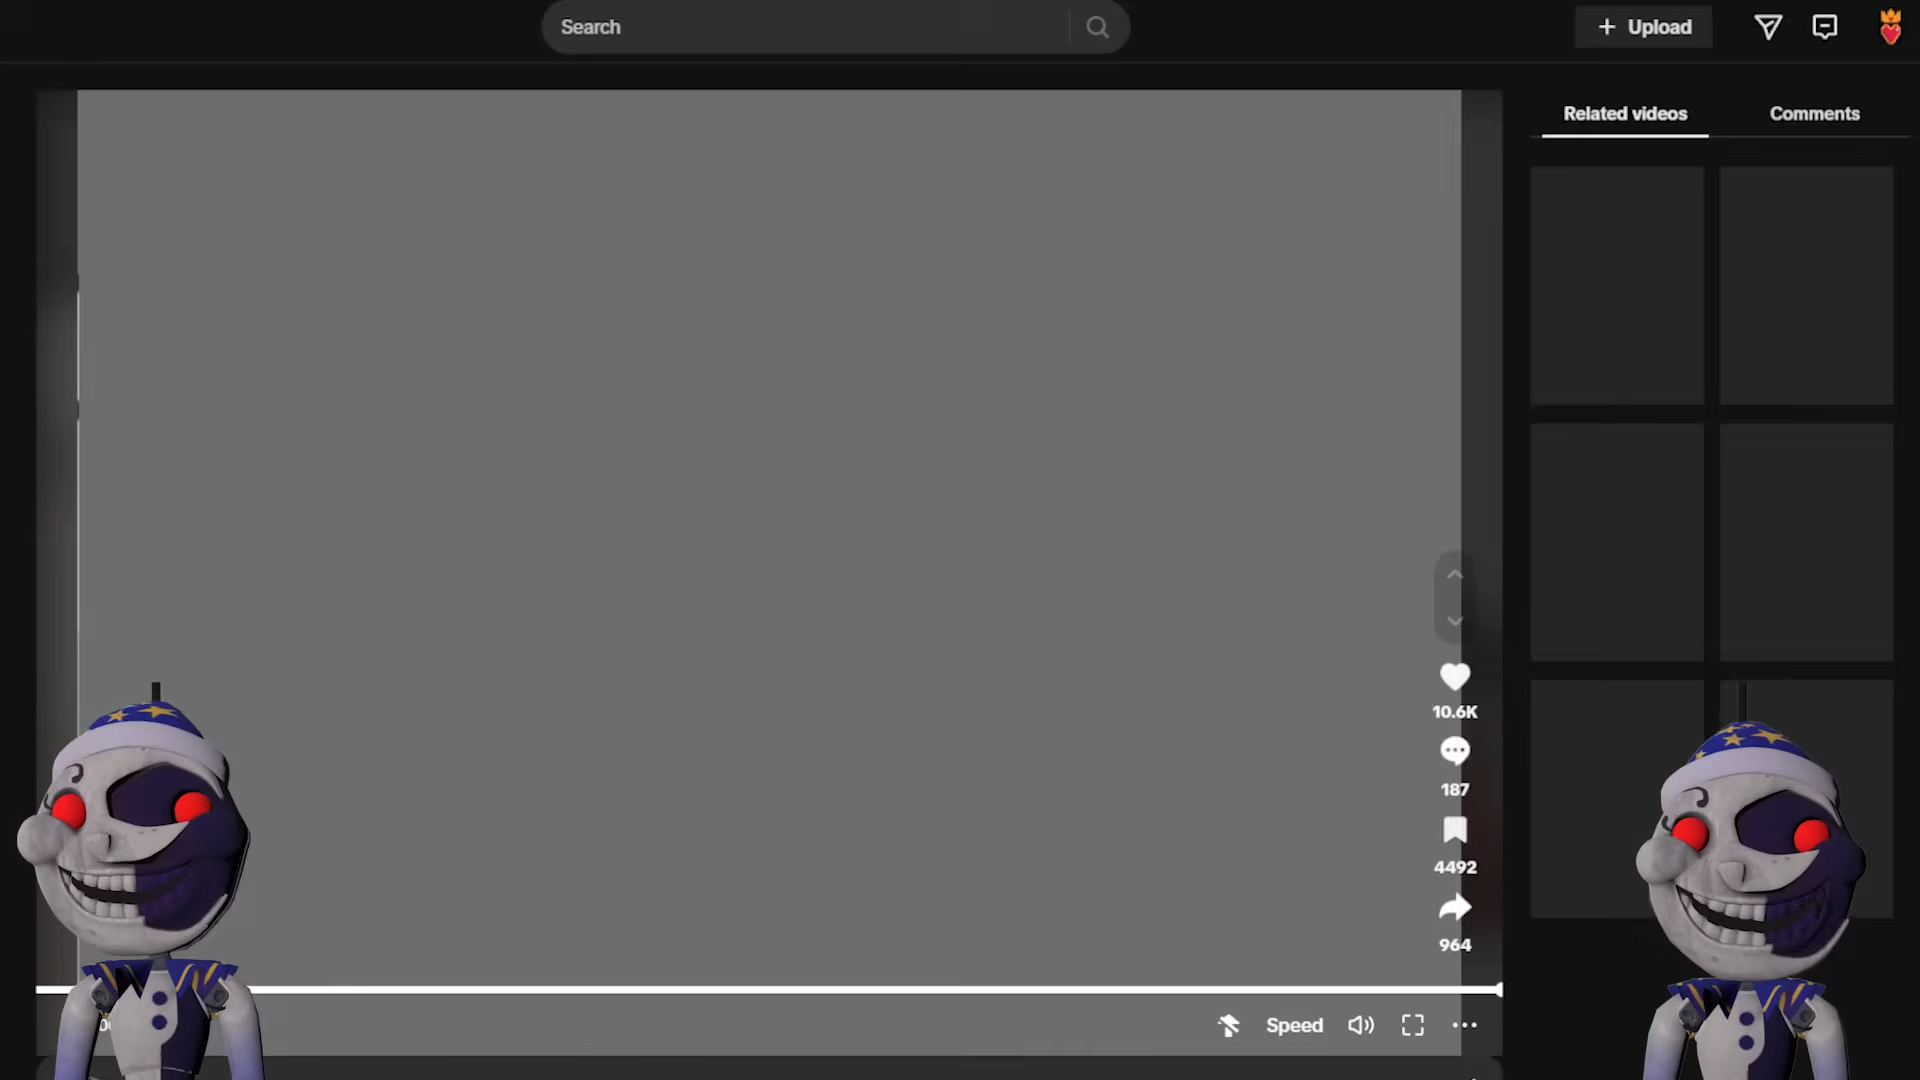 Search
Upload
Related videos
Comments
10.6K
187
4492
964
Speed